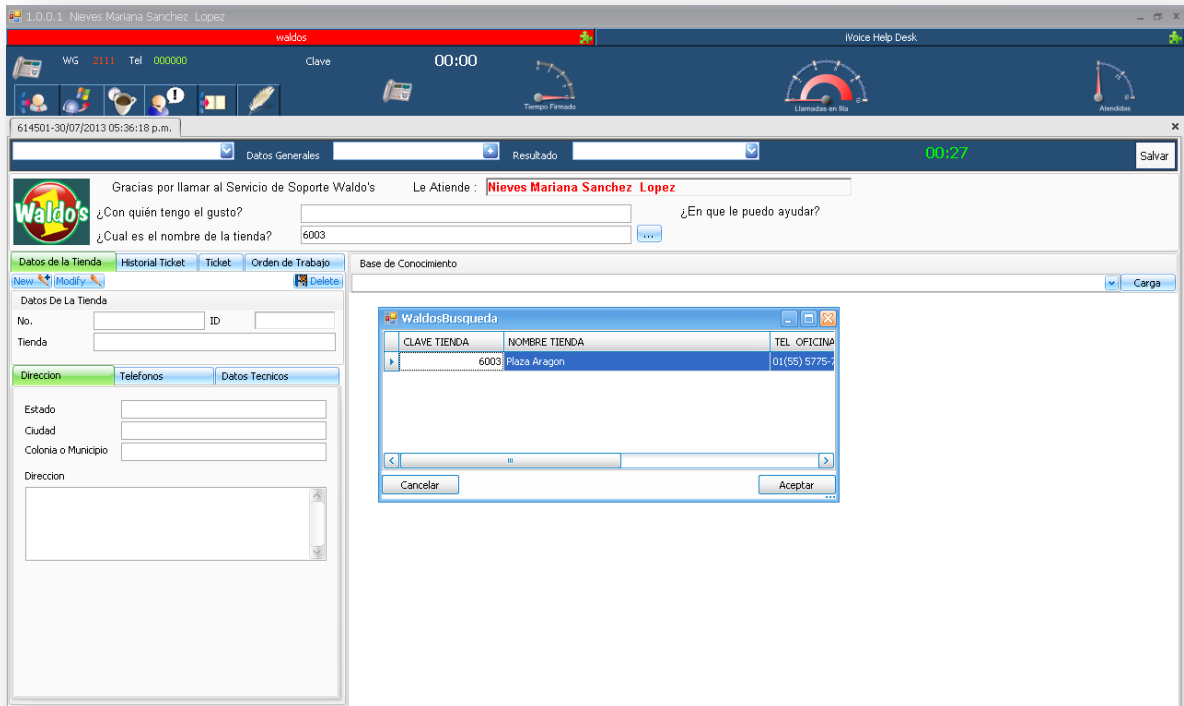 1.0.0.1 Nieves Mariana Sanchez Lopez
waldos
iVoice Help Desk
WG 2111 Tel 000000 Clave 00:00
Tiempo Firmado
Llamadas en fila
Atendidas
614501-30/07/2013 05:36:18 p.m.
Datos Generales Resultado 00:27 Salvar
Gracias por llamar al Servicio de Soporte Waldo's Le Atiende : Nieves Mariana Sanchez Lopez
Waldo's
¿Con quién tengo el gusto? ¿En que le puedo ayudar?
¿Cual es el nombre de la tienda? 6003 ...
Datos de la Tienda Historial Ticket Ticket Orden de Trabajo Base de Conocimiento
New Modify Delete Carga
Datos De La Tienda
No. ID
Tienda
Direccion Telefonos Datos Tecnicos
Estado
Ciudad
Colonia o Municipio
Direccion
WaldosBusqueda
CLAVE TIENDA NOMBRE TIENDA TEL OFICINA
6003 Plaza Aragon 01(55) 5775-7
Cancelar Aceptar